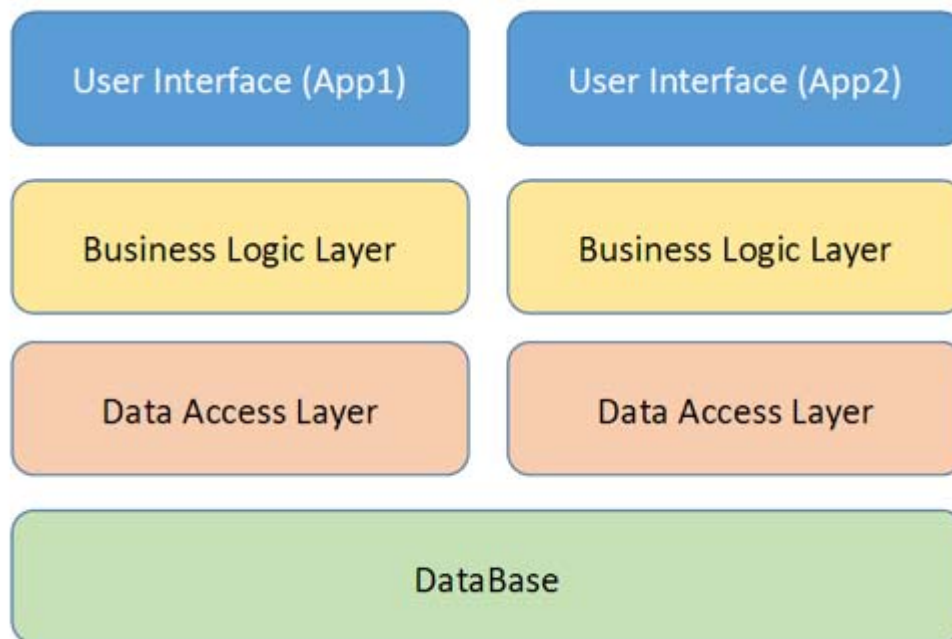 User Interface (App1)
User Interface (App2)
Business Logic Layer
Business Logic Layer
Data Access Layer
Data Access Layer
DataBase